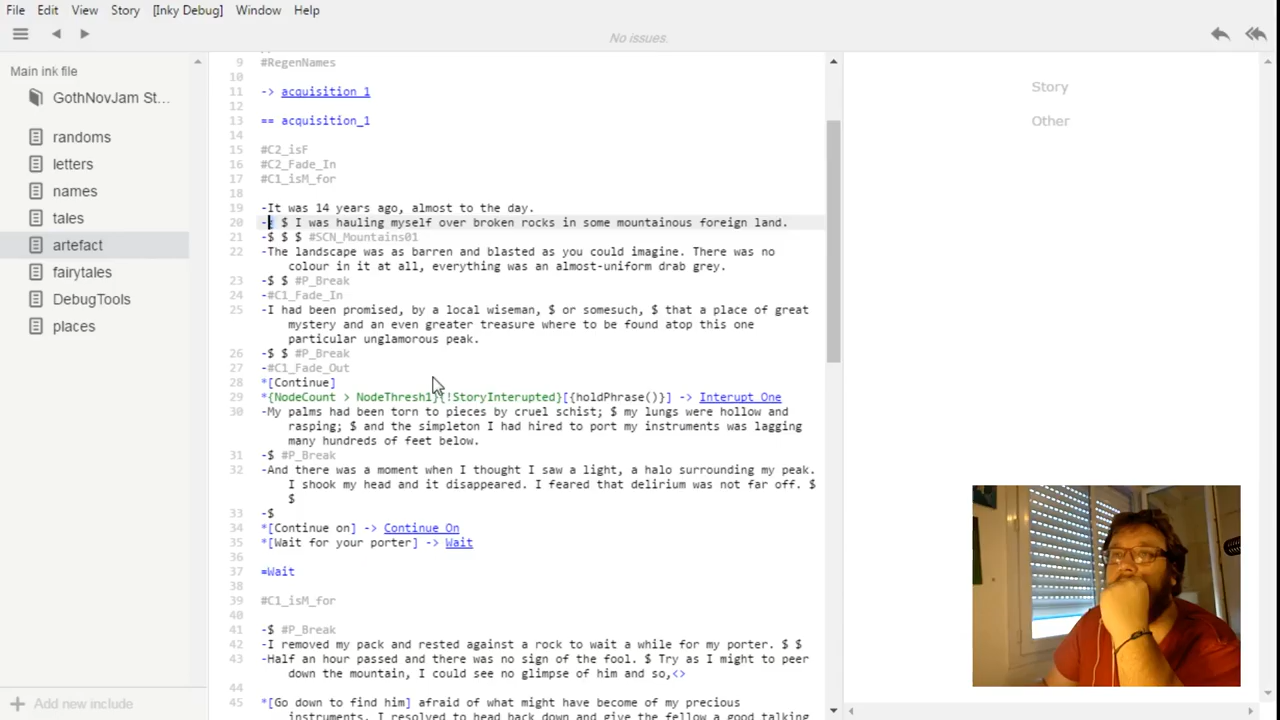 File Edit View Story [Inky Debug] Window Help
No issues.
Main ink file
GothNovJam St...
randoms
letters
names
tales
artefact
fairytales
DebugTools
places
Add new include
9 #RegenNames
10
11 -> acquisition_1
12
13 == acquisition_1
14
15 #C2_isF
16 #C2_Fade_In
17 #C1_isM_for
18
19 -It was 14 years ago, almost to the day.
20 -$ $ I was hauling myself over broken rocks in some mountainous foreign land.
21 -$ $ $ #SCN_Mountains01
22 -The landscape was as barren and blasted as you could imagine. There was no
colour in it at all, everything was an almost-uniform drab grey.
23 -$ $ #P_Break
24 -#C1_Fade_In
25 -I had been promised, by a local wiseman, $ or somesuch, $ that a place of great
mystery and an even greater treasure where to be found atop this one
particular unglamorous peak.
26 -$ $ #P_Break
27 -#C1_Fade_Out
28 *[Continue]
29 *{NodeCount > NodeThresh1}{!StoryInterupted}[{holdPhrase()}] -> Interupt_One
30 -My palms had been torn to pieces by cruel schist; $ my lungs were hollow and
rasping; $ and the simpleton I had hired to port my instruments was lagging
many hundreds of feet below.
31 -$ #P_Break
32 -And there was a moment when I thought I saw a light, a halo surrounding my peak.
I shook my head and it disappeared. I feared that delirium was not far off. $
$
33 -$
34 *[Continue on] -> Continue_On
35 *[Wait for your porter] -> Wait
36
37 =Wait
38
39 #C1_isM_for
40
41 -$ #P_Break
42 -I removed my pack and rested against a rock to wait a while for my porter. $ $
43 -Half an hour passed and there was no sign of the fool. $ Try as I might to peer
down the mountain, I could see no glimpse of him and so,<>
44
45 *[Go down to find him] afraid of what might have become of my precious
instruments, I resolved to head back down and give the fellow a good talking
Story
Other